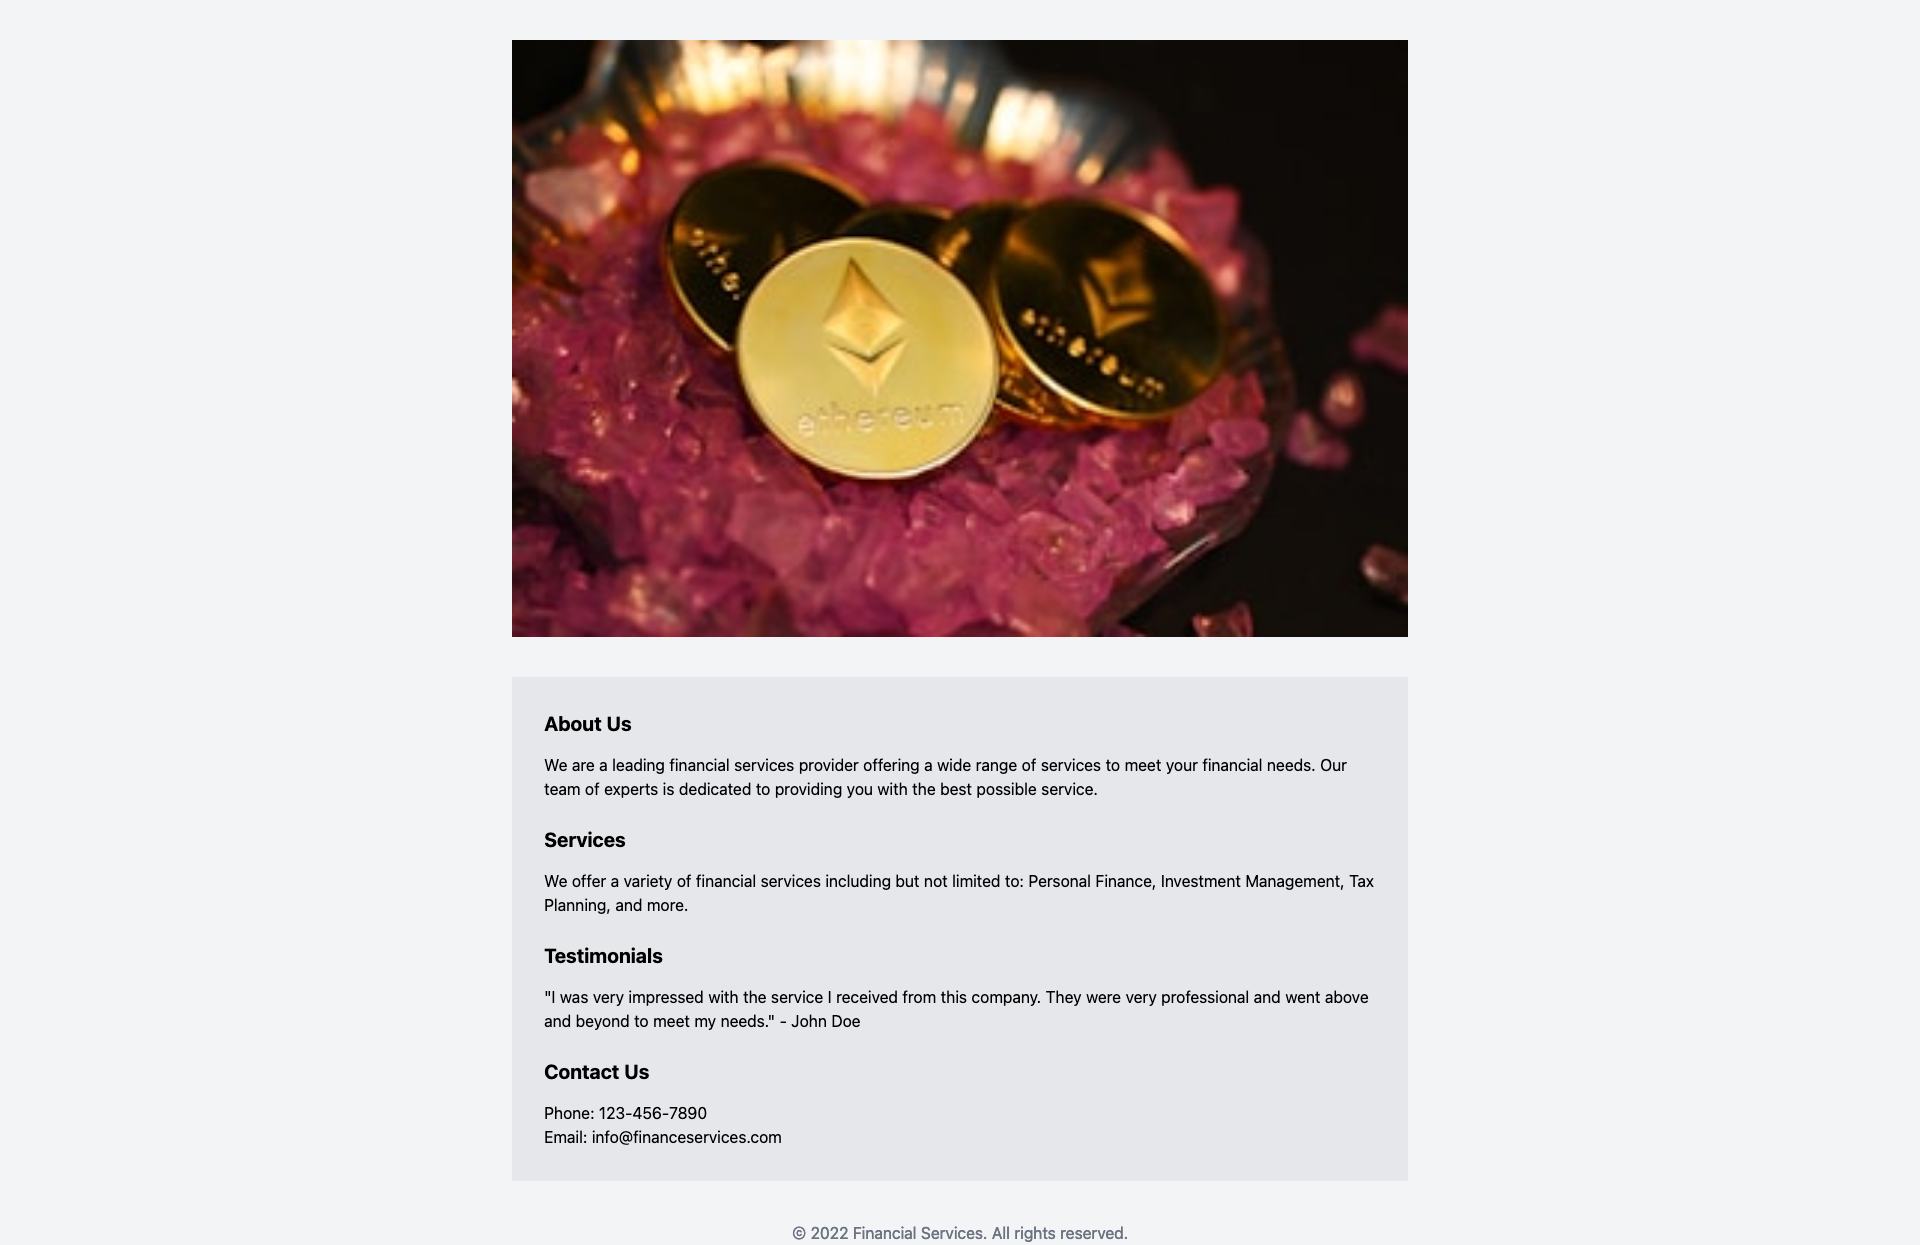 ether
ethereum
ethereum
About Us
We are a leading financial services provider offering a wide range of services to meet your financial needs. Our
team of experts is dedicated to providing you with the best possible service.
Services
We offer a variety of financial services including but not limited to: Personal Finance, Investment Management, Tax
Planning, and more.
Testimonials
"I was very impressed with the service I received from this company. They were very professional and went above
and beyond to meet my needs." - John Doe
Contact Us
Phone: 123-456-7890
Email: info@financeservices.com
© 2022 Financial Services. All rights reserved.